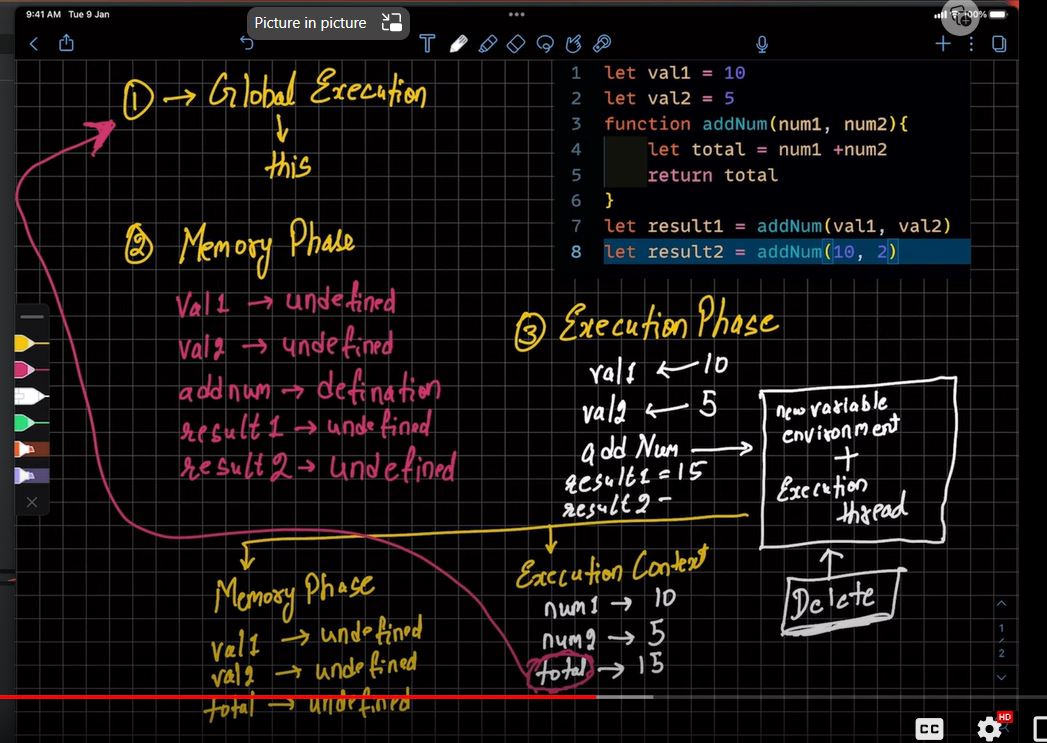 9:41 AM Tue 9 Jan
Picture in picture
100%
① → Global Execution
↓
this
② Memory Phase
Val1 → undefined
val2 → undefined
addnum → defination
result1 → undefined
result2 → undefined
1 let val1 = 10
2 let val2 = 5
3 function addNum(num1, num2){
4 let total = num1 +num2
5 return total
6 }
7 let result1 = addNum(val1, val2)
8 let result2 = addNum(10, 2)
③ Execution Phase
val1 ← 10
val2 ← 5
add Num →
result1 = 15
result2 -
new variable
environment
+
Execution
thread
Delete
Memory Phase
val1 → undefined
val2 → undefined
total → undefined
Execution Context
num1 → 10
num2 → 5
total → 15
1
/
2
CC
HD